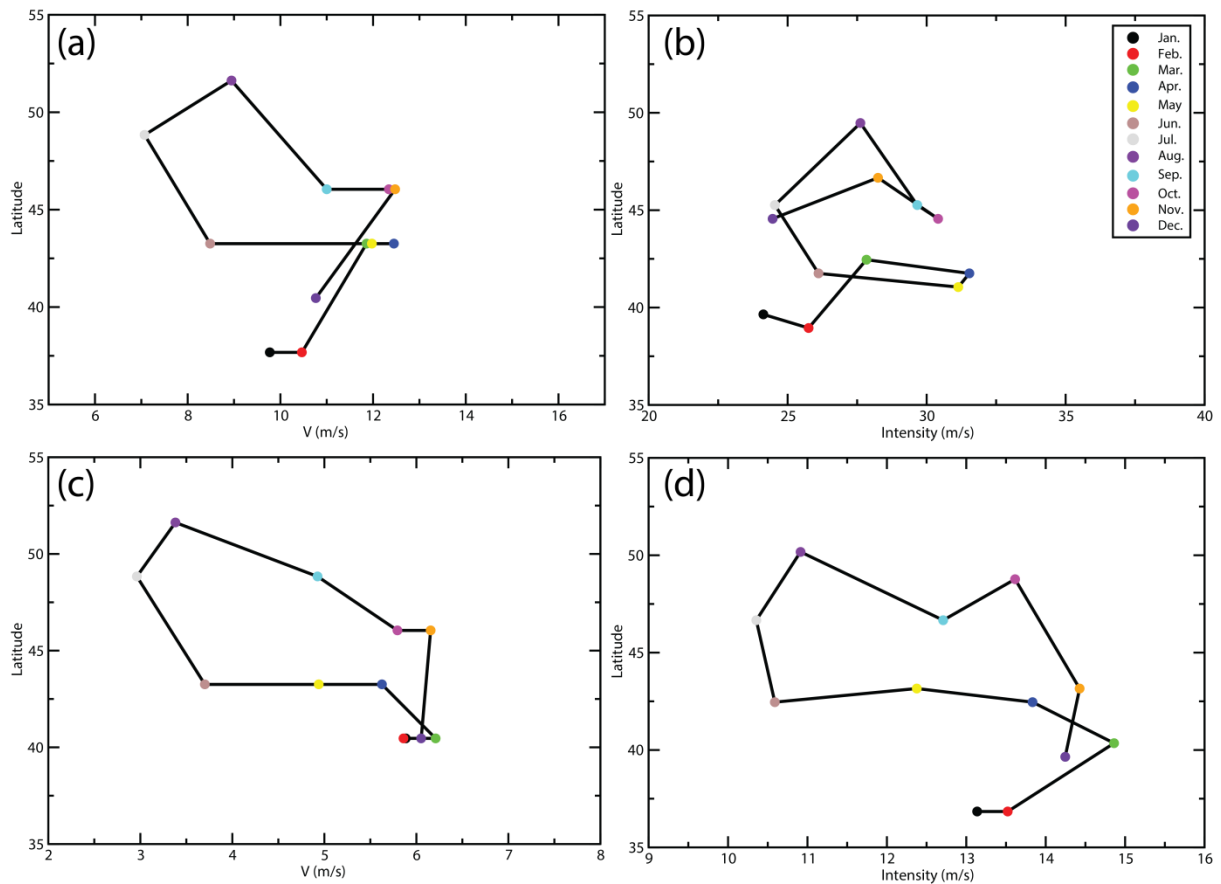 (a)
55
50
45
40
35
Latitude
6 8 10 12 14 16
V (m/s)
(b)
55
50
45
40
35
Latitude
20 25 30 35 40
Intensity (m/s)
Jan.
Feb.
Mar.
Apr.
May
Jun.
Jul.
Aug.
Sep.
Oct.
Nov.
Dec.
(c)
55
50
45
40
35
Latitude
2 3 4 5 6 7 8
V (m/s)
(d)
55
50
45
40
35
Latitude
9 10 11 12 13 14 15 16
Intensity (m/s)